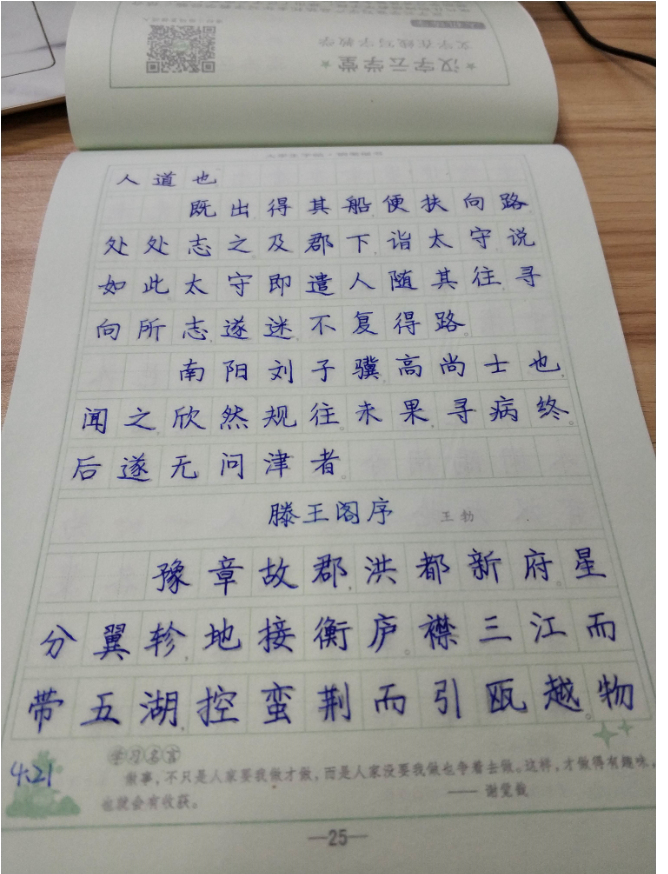 ★ 汉字云学堂 ★
文字在线写字教学
人道也
既出得其船便扶向路
处处志之及郡下诣太守说
如此太守即遣人随其往寻
向所志遂迷不复得路
南阳刘子骥高尚士也
闻之欣然规往未果寻病终
后遂无问津者
滕王阁序 王勃
豫章故郡洪都新府星
分翼轸地接衡庐襟三江而
带五湖控蛮荆而引瓯越物
4.21
学习名言
做事，不只是人家要我做才做，而是人家没要我做也争着去做。这样，才做得有趣味，
也就会有收获。 —— 谢觉哉
—25—